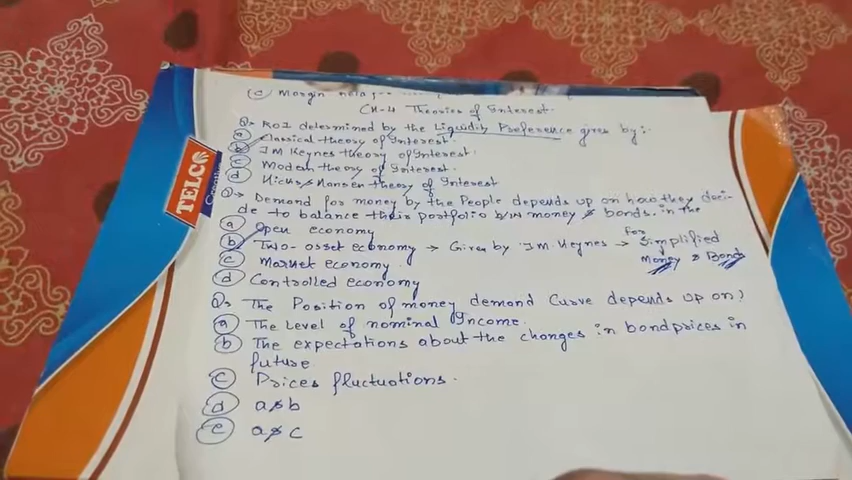 (d) Margin
CH-4 Theories of Interest.
Q→ ROI determined by the Liquidity Preference given by:-
(a) Classical theory of Interest.
(b) JM Keynes theory of Interest.
(c) Modern theory of Interest.
(d) Hicks & Hansen theory of Interest
Q→ Demand for money by the People depends up on how they deci-
de to balance their portfolio b/w money & bonds. in the
(a) Open economy
(b) Two-asset economy → Given by JM. Keynes → For Simplified
Money & Bonds
(c) Market economy.
(d) Controlled economy
Q→ The Position of money demand Curve depends up on?
(a) The Level of nominal Income.
(b) The expectations about the changes in bond prices in
future
(c) Prices fluctuations.
(d) a & b
(e) a & c
TELCO